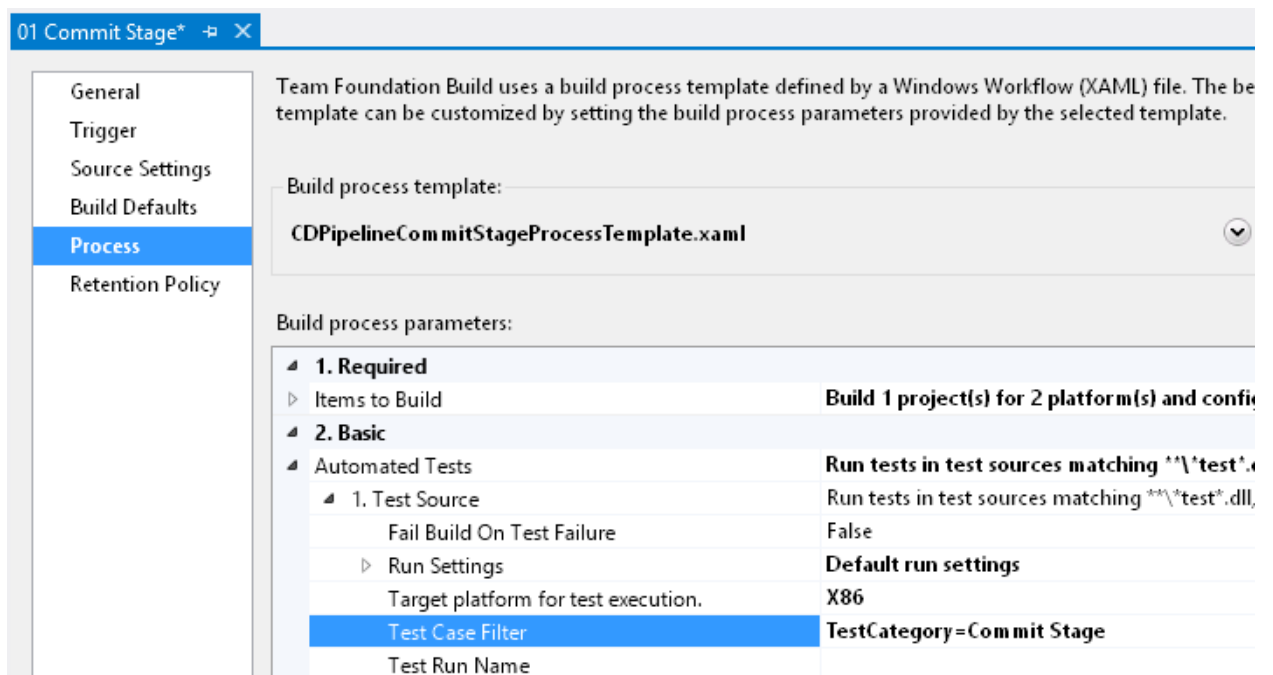 01 Commit Stage*
General
Trigger
Source Settings
Build Defaults
Process
Retention Policy
Team Foundation Build uses a build process template defined by a Windows Workflow (XAML) file. The be
template can be customized by setting the build process parameters provided by the selected template.
Build process template:
CDPipelineCommitStageProcessTemplate.xaml
Build process parameters:
1. Required
Items to Build Build 1 project(s) for 2 platform(s) and config
2. Basic
Automated Tests Run tests in test sources matching **\*test*.
1. Test Source Run tests in test sources matching **\*test*.dll,
Fail Build On Test Failure False
Run Settings Default run settings
Target platform for test execution. X86
Test Case Filter TestCategory=Commit Stage
Test Run Name